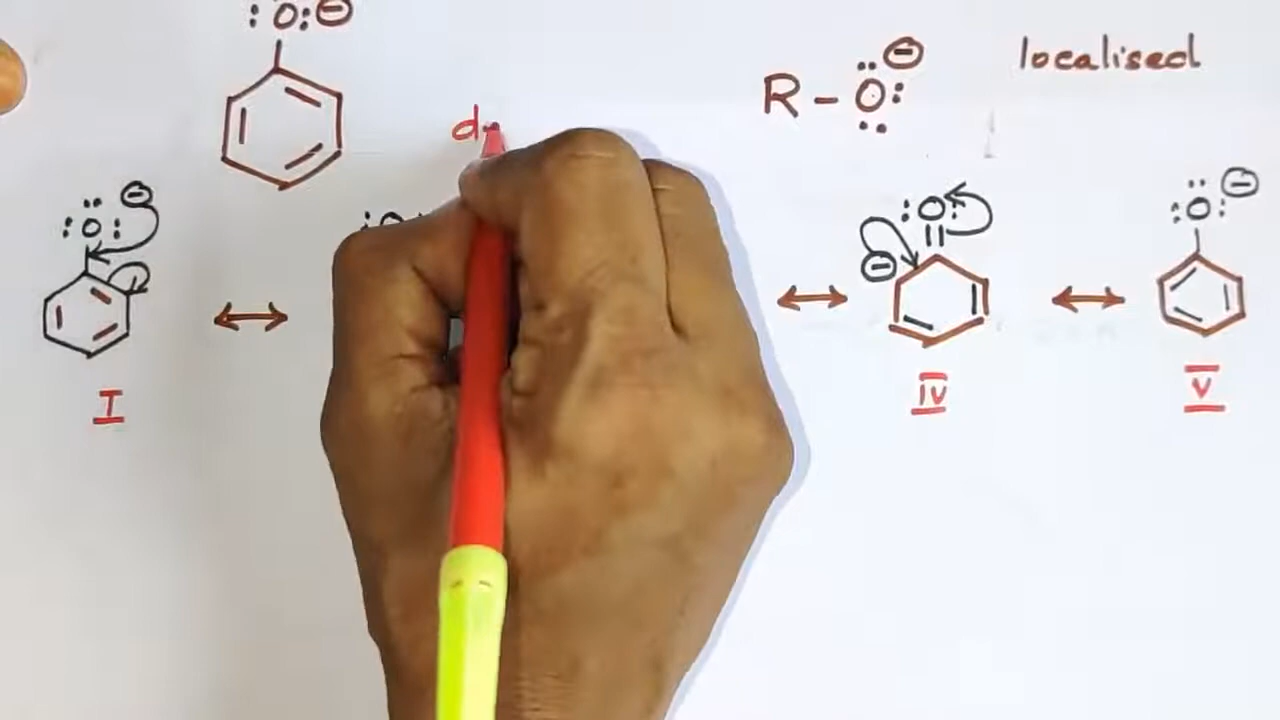 :O:⊖
R-O:⊖ localised
d
:O:⊖
:O:
:O:⊖
⊖
I
IV
V